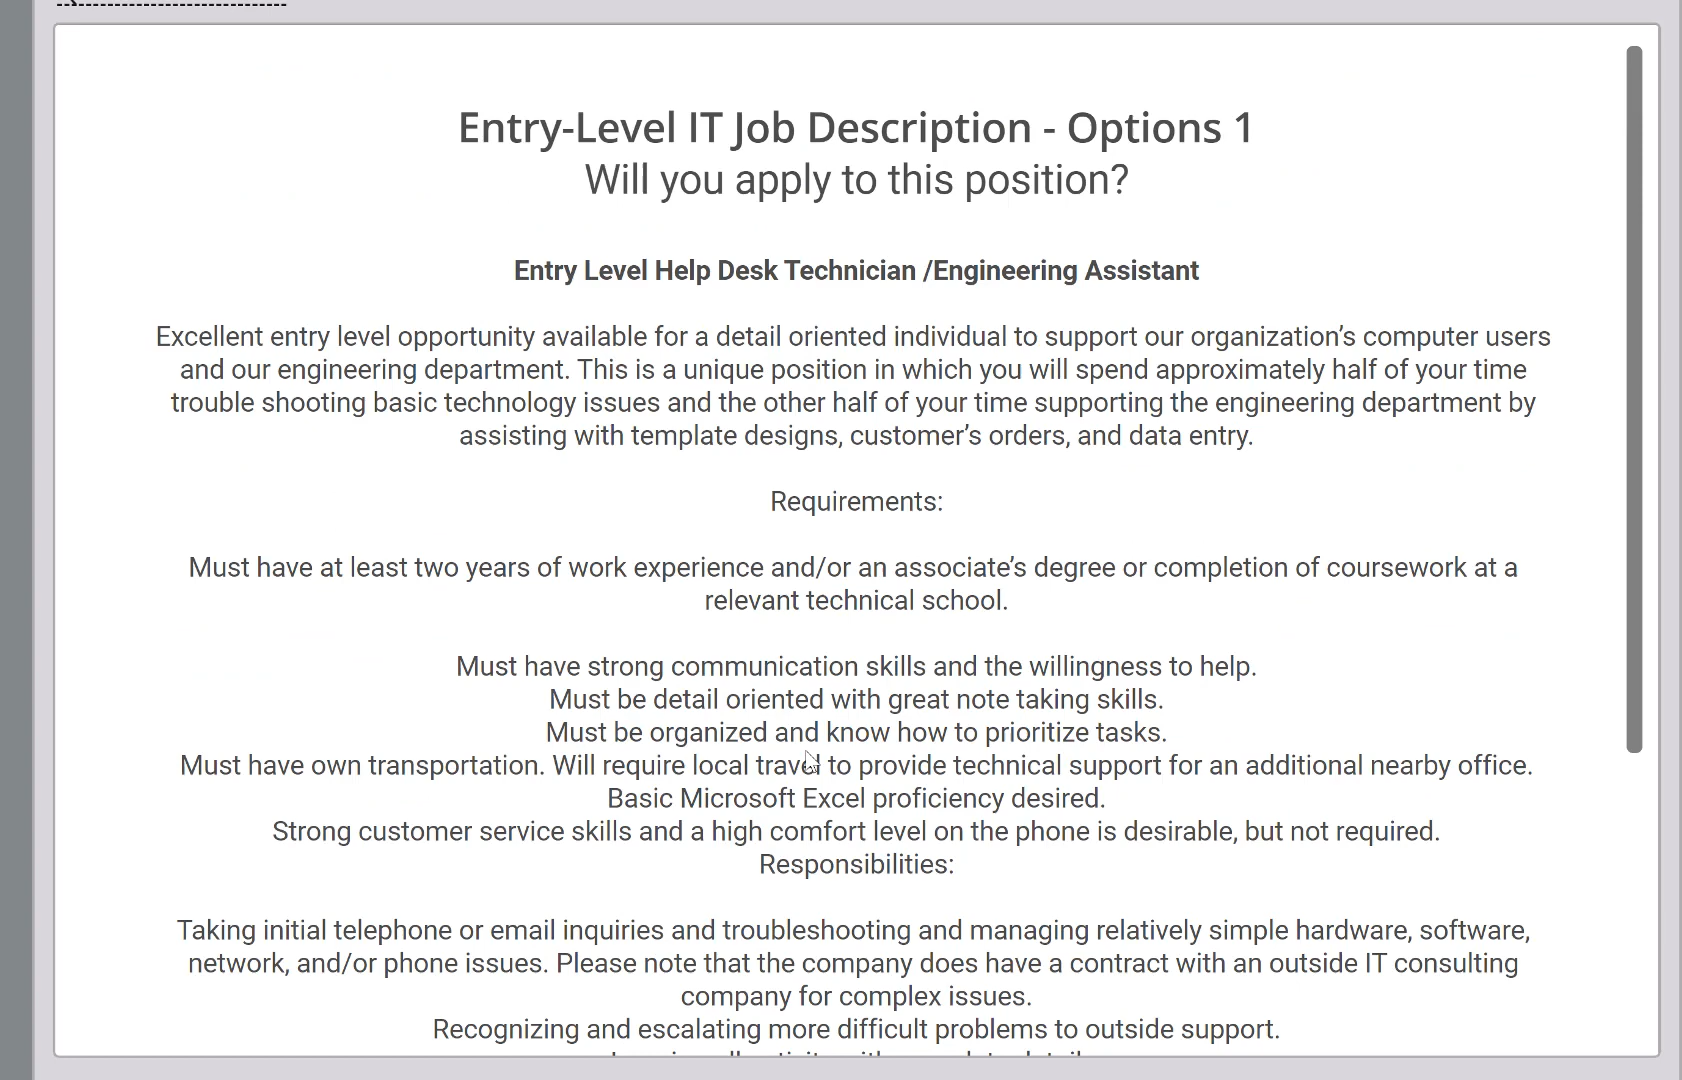 Entry-Level IT Job Description - Options 1
Will you apply to this position?
Entry Level Help Desk Technician /Engineering Assistant
Excellent entry level opportunity available for a detail oriented individual to support our organization’s computer users
and our engineering department. This is a unique position in which you will spend approximately half of your time
trouble shooting basic technology issues and the other half of your time supporting the engineering department by
assisting with template designs, customer’s orders, and data entry.
Requirements:
Must have at least two years of work experience and/or an associate’s degree or completion of coursework at a
relevant technical school.
Must have strong communication skills and the willingness to help.
Must be detail oriented with great note taking skills.
Must be organized and know how to prioritize tasks.
Must have own transportation. Will require local travel to provide technical support for an additional nearby office.
Basic Microsoft Excel proficiency desired.
Strong customer service skills and a high comfort level on the phone is desirable, but not required.
Responsibilities:
Taking initial telephone or email inquiries and troubleshooting and managing relatively simple hardware, software,
network, and/or phone issues. Please note that the company does have a contract with an outside IT consulting
company for complex issues.
Recognizing and escalating more difficult problems to outside support.